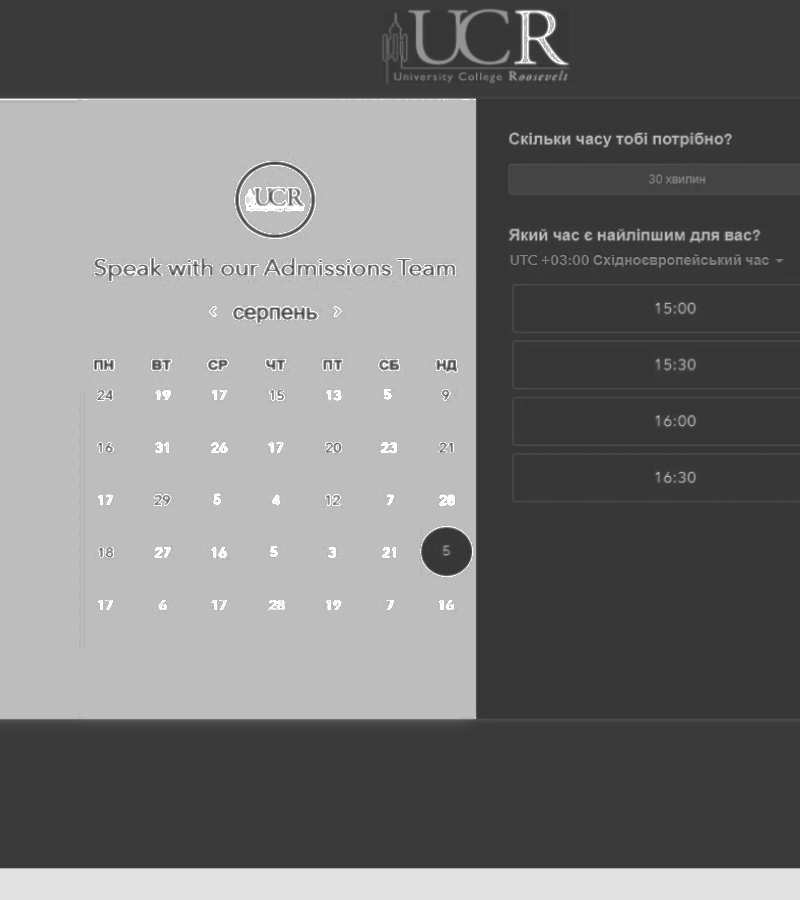 UCR
University College Roosevelt
UCR
Speak with our Admissions Team
‹ серпень ›
ПН ВТ СР ЧТ ПТ СБ НД
24 19 17 15 13 5 9
16 31 26 17 20 23 21
17 29 5 4 12 7 28
18 27 16 5 3 21 5
17 6 17 28 19 7 16
Скільки часу тобі потрібно?
30 хвилин
Який час є найліпшим для вас?
UTC +03:00 Східноєвропейський час
15:00
15:30
16:00
16:30